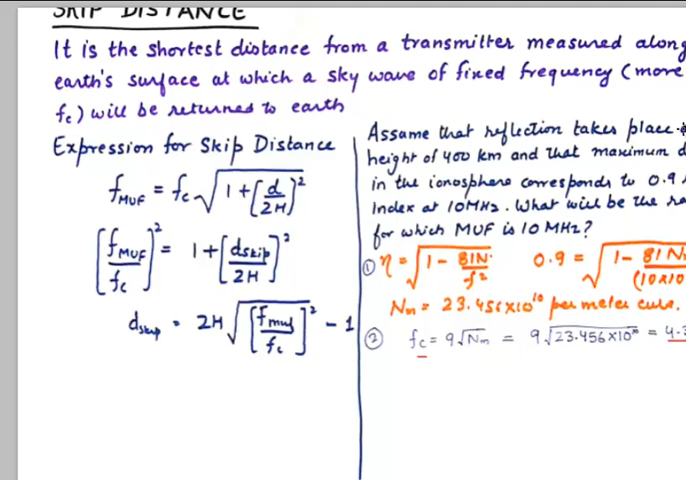 SKIP DISTANCE
It is the shortest distance from a transmitter measured along
earth's surface at which a sky wave of fixed frequency (more
fc) will be returned to earth
Expression for Skip Distance
f_MUF = fc √(1 + [d/2H]²)
[f_MUF/fc]² = 1 + [dskip/2H]²
dskip = 2H √([fmuf/fc]² - 1)
Assume that reflection takes place
height of 400 km and that maximum d
in the ionosphere corresponds to 0.9
Index at 10MHz. What will be the ra
for which MUF is 10 MHz?
① η = √(1 - 81N/f²) 0.9 = √(1 - 81N/(10×10
Nm = 23.456×10¹⁰ per meter cube.
② fc = 9√Nm = 9√23.456×10¹⁰ = 4.3